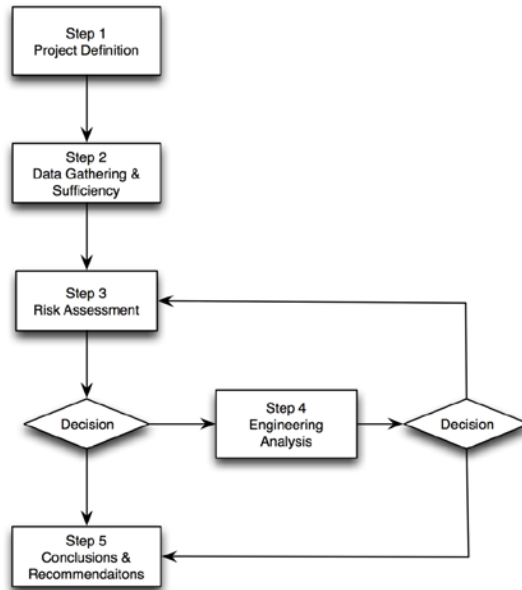 Step 1
Project Definition
Step 2
Data Gathering &
Sufficiency
Step 3
Risk Assessment
Decision
Step 4
Engineering
Analysis
Decision
Step 5
Conclusions &
Recommendaitons